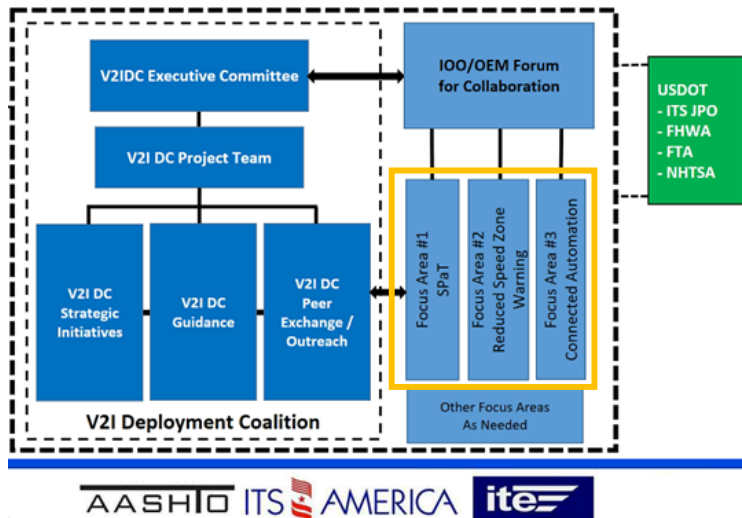 V2IDC Executive Committee
IOO/OEM Forum
for Collaboration
USDOT
- ITS JPO
- FHWA
- FTA
- NHTSA
V2I DC Project Team
V2I DC
Strategic
Initiatives
V2I DC
Guidance
V2I DC
Peer
Exchange /
Outreach
Focus Area #1
SPaT
Focus Area #2
Reduced Speed Zone
Warning
Focus Area #3
Connected Automation
Other Focus Areas
As Needed
V2I Deployment Coalition
AASHTO ITS AMERICA ite